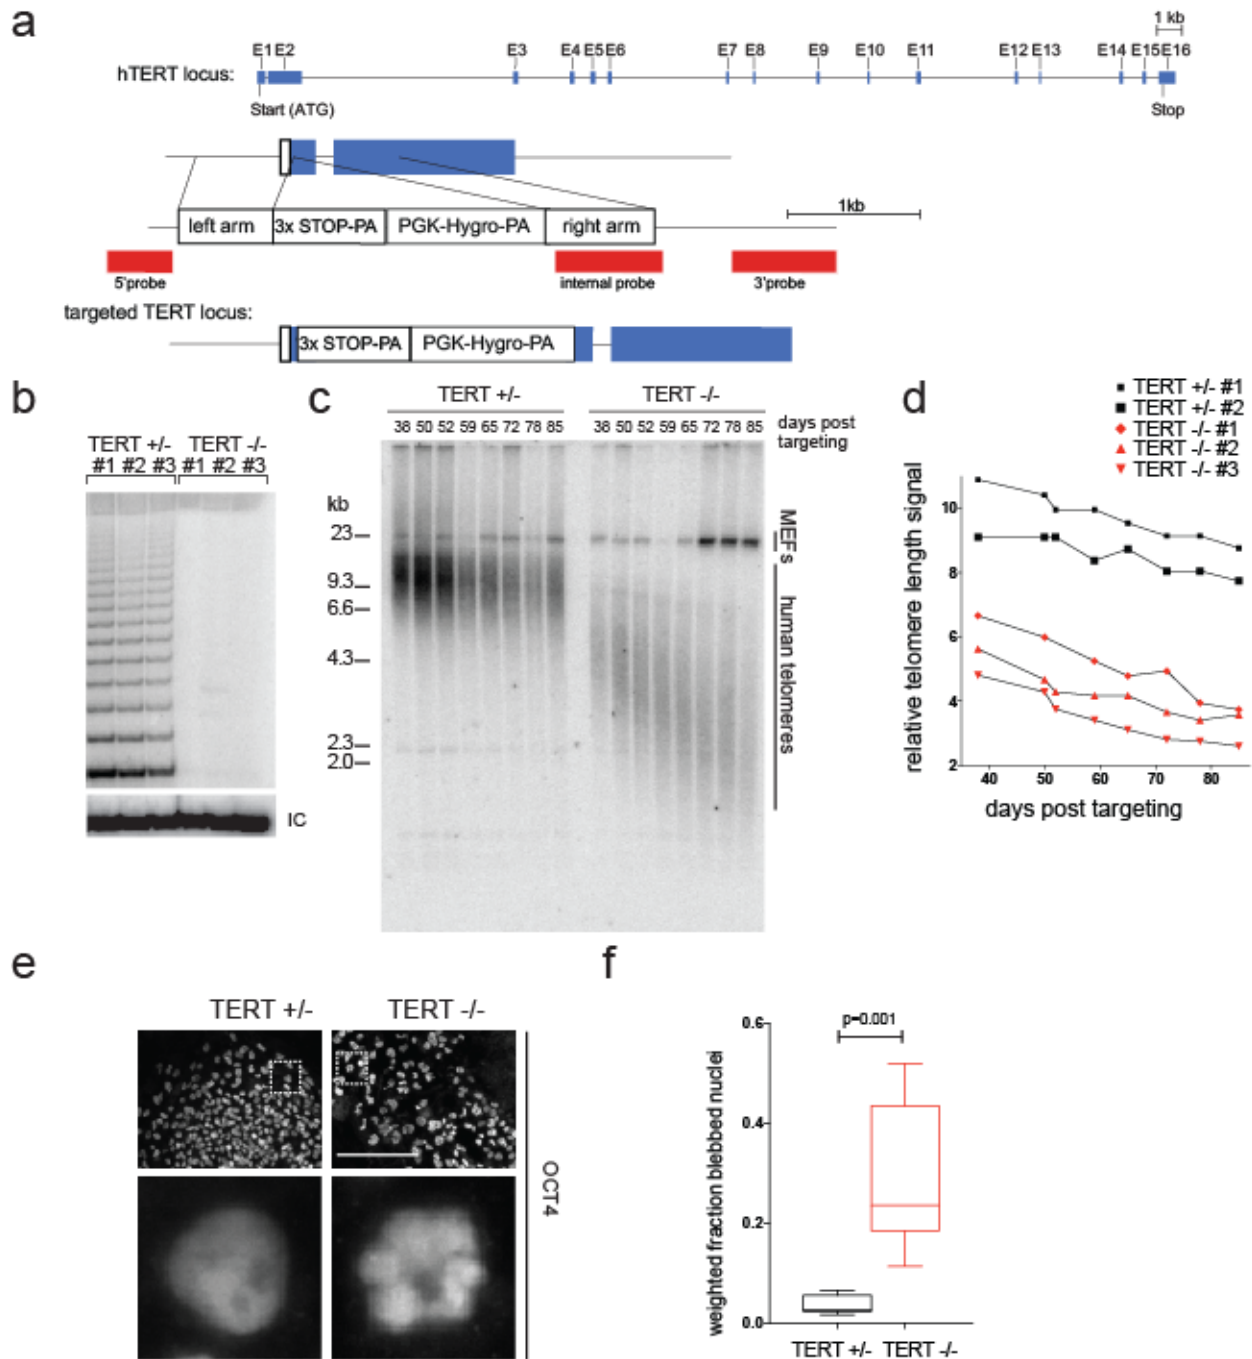 a
1 kb
E1 E2 E3 E4 E5 E6 E7 E8 E9 E10 E11 E12 E13 E14 E15 E16
hTERT locus:
Start (ATG) Stop
left arm 3x STOP-PA PGK-Hygro-PA right arm
1kb
5'probe internal probe 3'probe
targeted TERT locus:
3x STOP-PA PGK-Hygro-PA
b
TERT +/- TERT -/-
#1 #2 #3 #1 #2 #3
IC
c
TERT +/- TERT -/-
38 50 52 59 65 72 78 85 38 50 52 59 65 72 78 85 days post
targeting
kb
23
9.3
6.6
4.3
2.3
2.0
MEFs
human telomeres
d
TERT +/- #1
TERT +/- #2
TERT -/- #1
TERT -/- #2
TERT -/- #3
relative telomere length signal
10
8
6
4
2
40 50 60 70 80
days post targeting
e
TERT +/- TERT -/-
OCT4
f
p=0.001
weighted fraction blebbed nuclei
0.6
0.4
0.2
0.0
TERT +/- TERT -/-